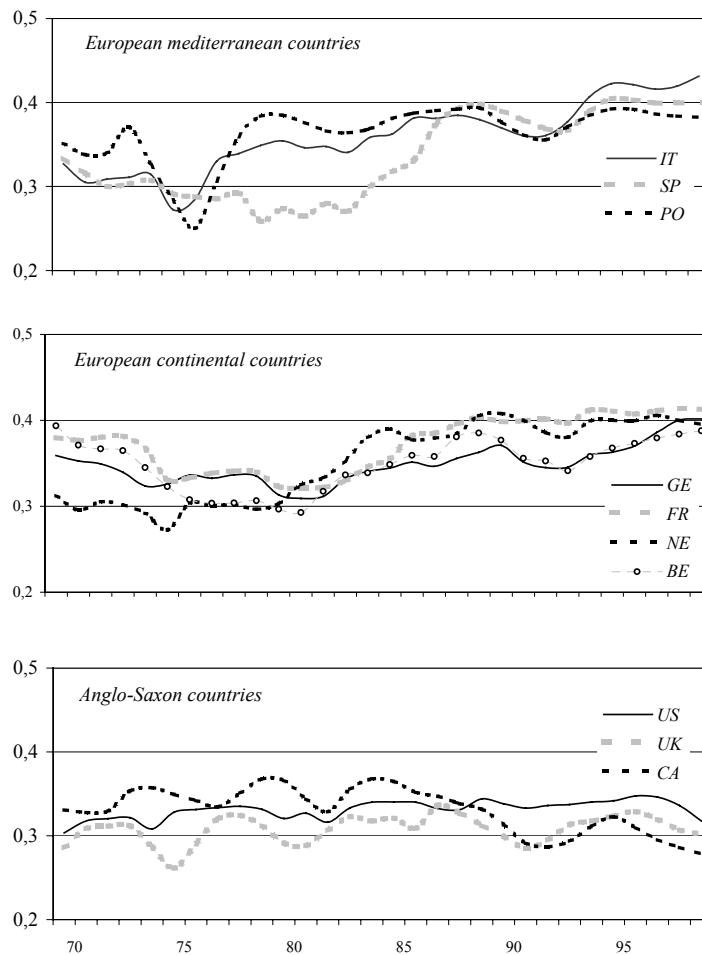 0,5
European mediterranean countries
0,4
IT
0,3
SP
PO
0,2
0,5
European continental countries
0,4
GE
0,3
FR
NE
BE
0,2
0,5
Anglo-Saxon countries
US
UK
0,4
CA
0,3
0,2
70 75 80 85 90 95